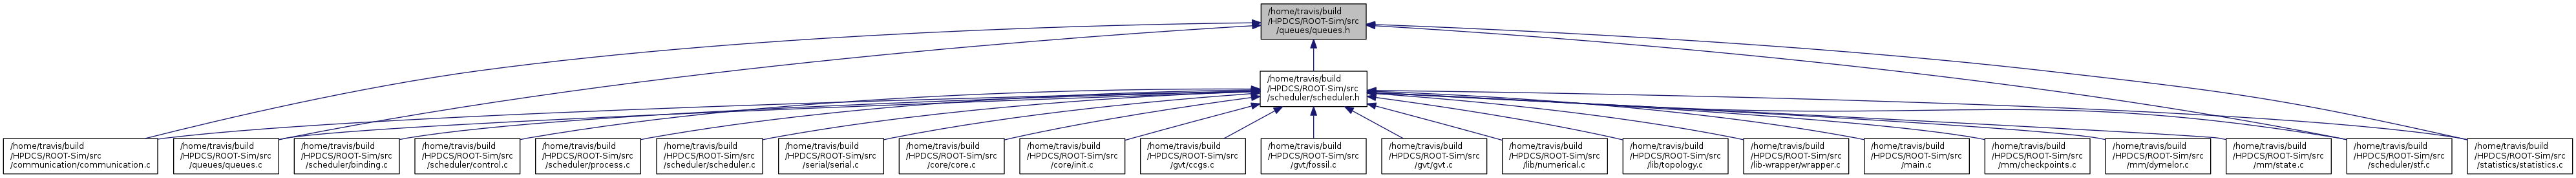 /home/travis/build
/HPDCS/ROOT-Sim/src
/queues/queues.h
/home/travis/build
/HPDCS/ROOT-Sim/src
/scheduler/scheduler.h
/home/travis/build
/HPDCS/ROOT-Sim/src
/communication/communication.c
/home/travis/build
/HPDCS/ROOT-Sim/src
/queues/queues.c
/home/travis/build
/HPDCS/ROOT-Sim/src
/scheduler/binding.c
/home/travis/build
/HPDCS/ROOT-Sim/src
/scheduler/control.c
/home/travis/build
/HPDCS/ROOT-Sim/src
/scheduler/process.c
/home/travis/build
/HPDCS/ROOT-Sim/src
/scheduler/scheduler.c
/home/travis/build
/HPDCS/ROOT-Sim/src
/serial/serial.c
/home/travis/build
/HPDCS/ROOT-Sim/src
/core/core.c
/home/travis/build
/HPDCS/ROOT-Sim/src
/core/init.c
/home/travis/build
/HPDCS/ROOT-Sim/src
/gvt/ccgs.c
/home/travis/build
/HPDCS/ROOT-Sim/src
/gvt/fossil.c
/home/travis/build
/HPDCS/ROOT-Sim/src
/gvt/gvt.c
/home/travis/build
/HPDCS/ROOT-Sim/src
/lib/numerical.c
/home/travis/build
/HPDCS/ROOT-Sim/src
/lib/topology.c
/home/travis/build
/HPDCS/ROOT-Sim/src
/lib-wrapper/wrapper.c
/home/travis/build
/HPDCS/ROOT-Sim/src
/main.c
/home/travis/build
/HPDCS/ROOT-Sim/src
/mm/checkpoints.c
/home/travis/build
/HPDCS/ROOT-Sim/src
/mm/dymelor.c
/home/travis/build
/HPDCS/ROOT-Sim/src
/mm/state.c
/home/travis/build
/HPDCS/ROOT-Sim/src
/scheduler/stf.c
/home/travis/build
/HPDCS/ROOT-Sim/src
/statistics/statistics.c